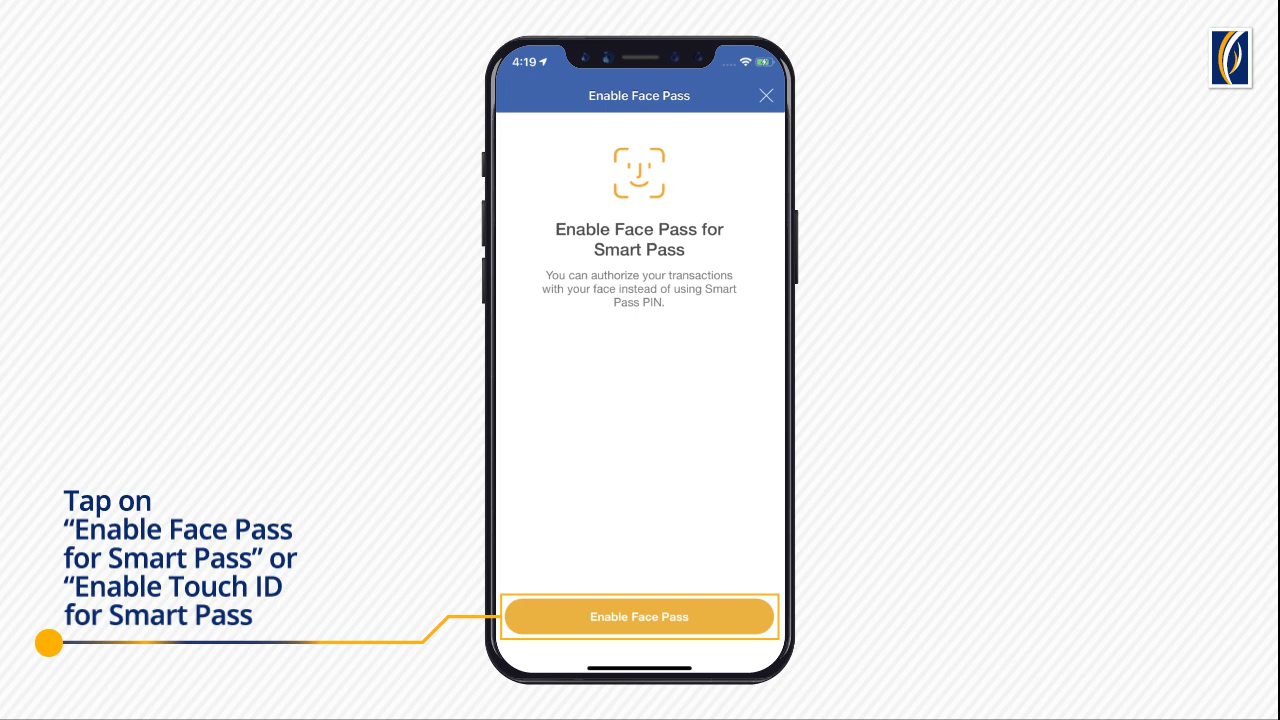 4:19
Enable Face Pass
Enable Face Pass for
Smart Pass
You can authorize your transactions
with your face instead of using Smart
Pass PIN.
Enable Face Pass
Tap on
“Enable Face Pass
for Smart Pass” or
“Enable Touch ID
for Smart Pass